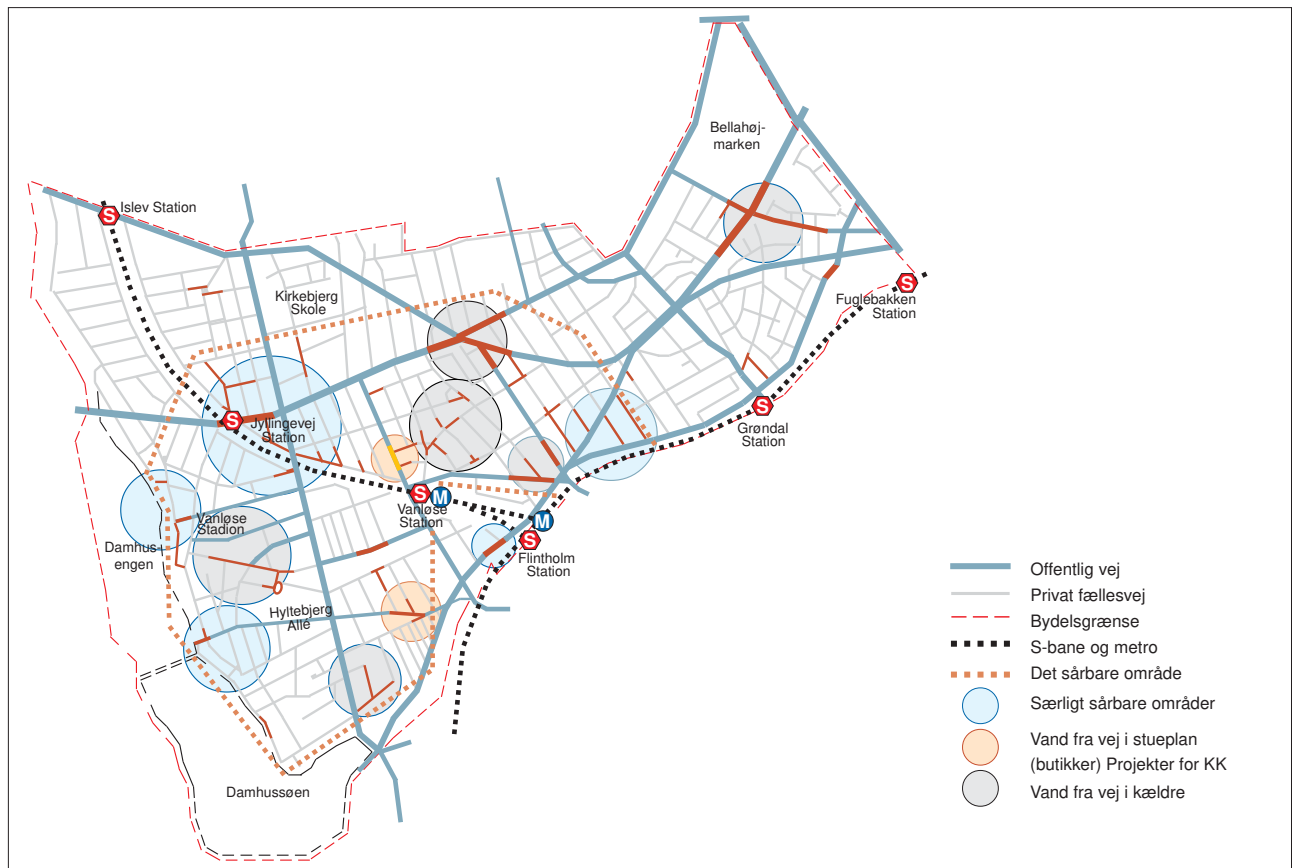 Bellahøj-
marken
S
Islev Station
S
Fuglebakken
Station
Kirkebjerg
Skole
S
Jyllingevej
Station
S
Grøndal
Station
S
M
Vanløse
Station
Vanløse
Stadion
M
S
Flintholm
Station
Damhus
engen
Hyltebjerg
Allé
Damhussøen
Offentlig vej
Privat fællesvej
Bydelsgrænse
S-bane og metro
Det sårbare område
Særligt sårbare områder
Vand fra vej i stueplan
(butikker) Projekter for KK
Vand fra vej i kældre